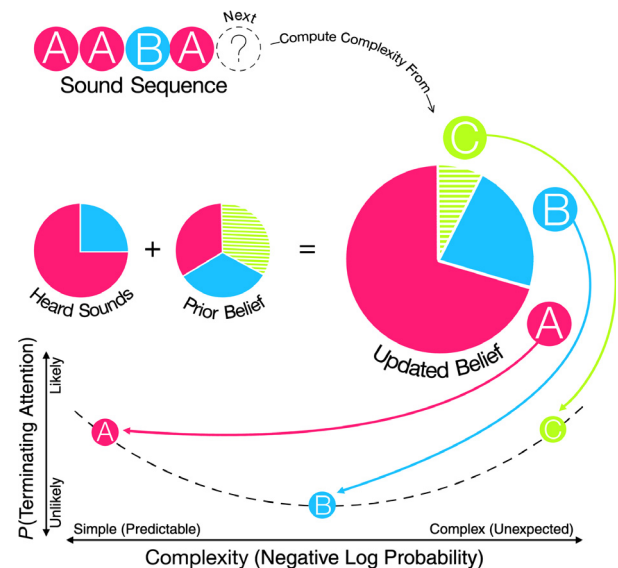 Next
A A B A ?
Compute Complexity From
Sound Sequence
C
B
+
=
Heard Sounds
Prior Belief
A
Updated Belief
P(Terminating Attention)
Likely
Unlikely
A
C
B
Simple (Predictable)
Complex (Unexpected)
Complexity (Negative Log Probability)